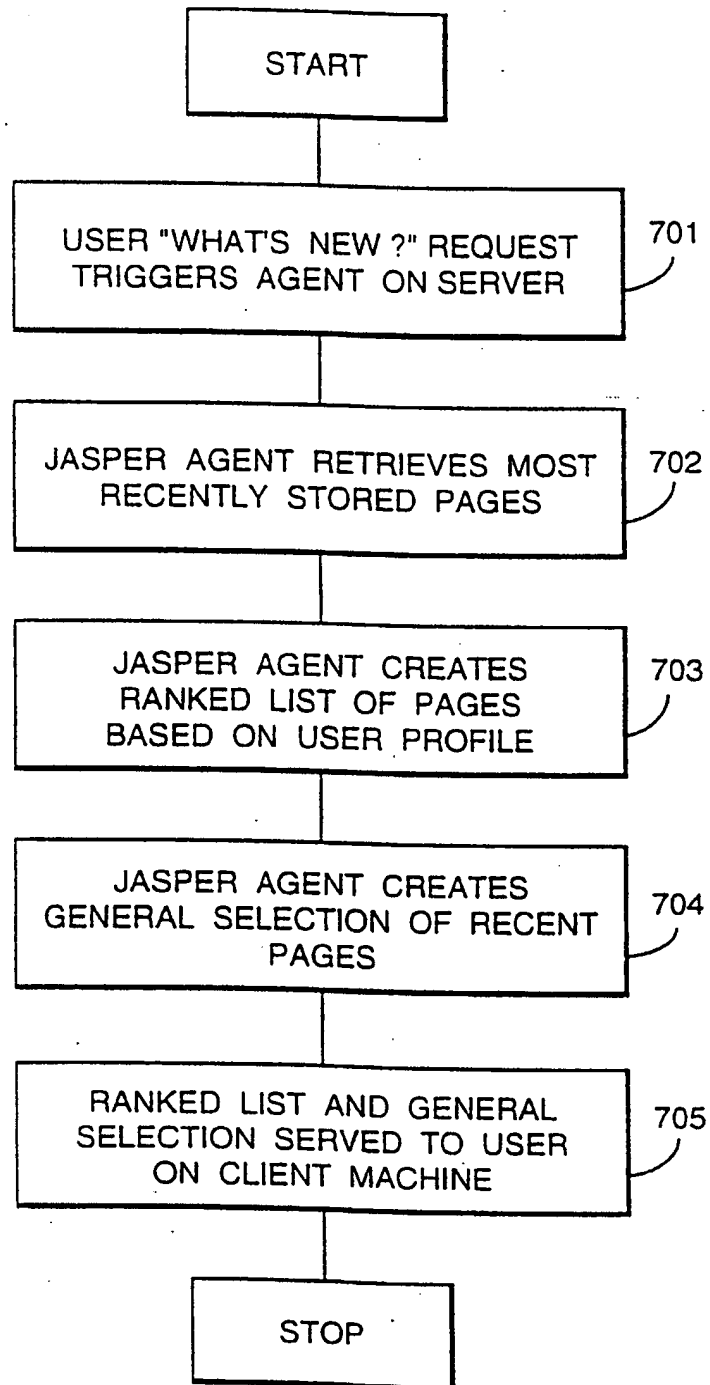 START
USER "WHAT'S NEW ?" REQUEST
TRIGGERS AGENT ON SERVER
701
JASPER AGENT RETRIEVES MOST
RECENTLY STORED PAGES
702
JASPER AGENT CREATES
RANKED LIST OF PAGES
BASED ON USER PROFILE
703
JASPER AGENT CREATES
GENERAL SELECTION OF RECENT
PAGES
704
RANKED LIST AND GENERAL
SELECTION SERVED TO USER
ON CLIENT MACHINE
705
STOP